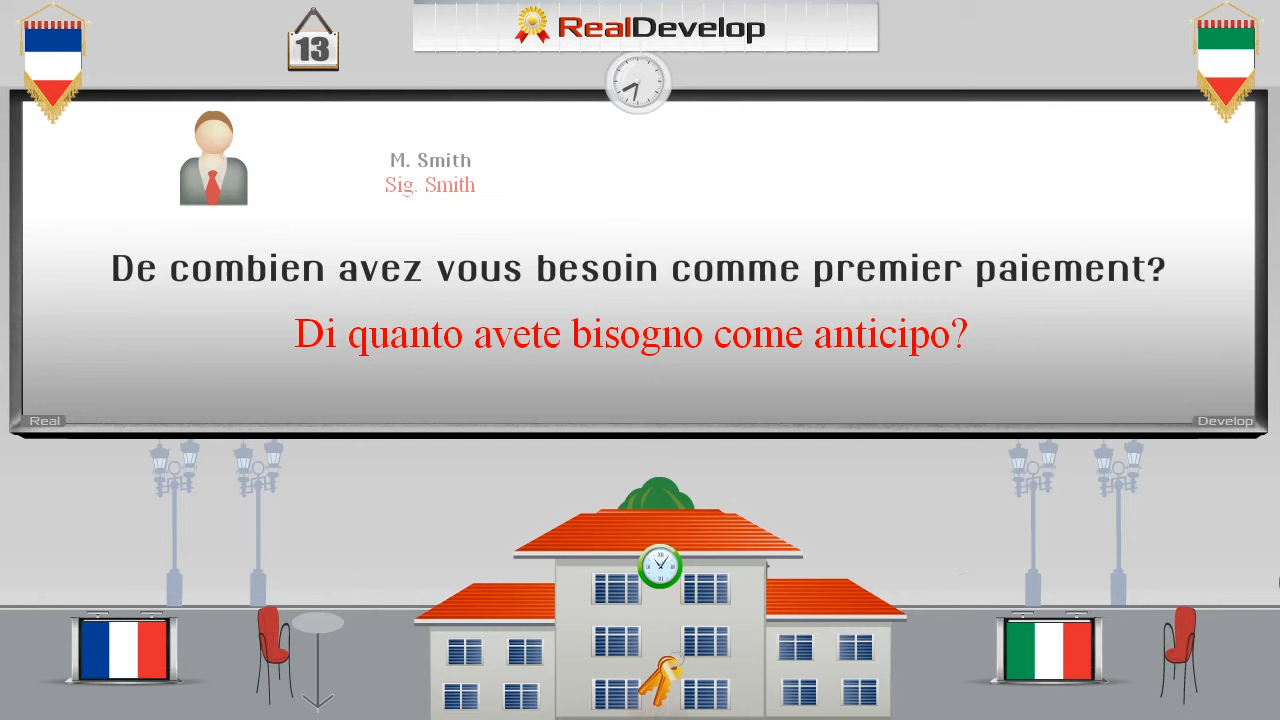 13
RealDevelop
M. Smith
Sig. Smith
De combien avez vous besoin comme premier paiement?
Di quanto avete bisogno come anticipo?
Real
Develop